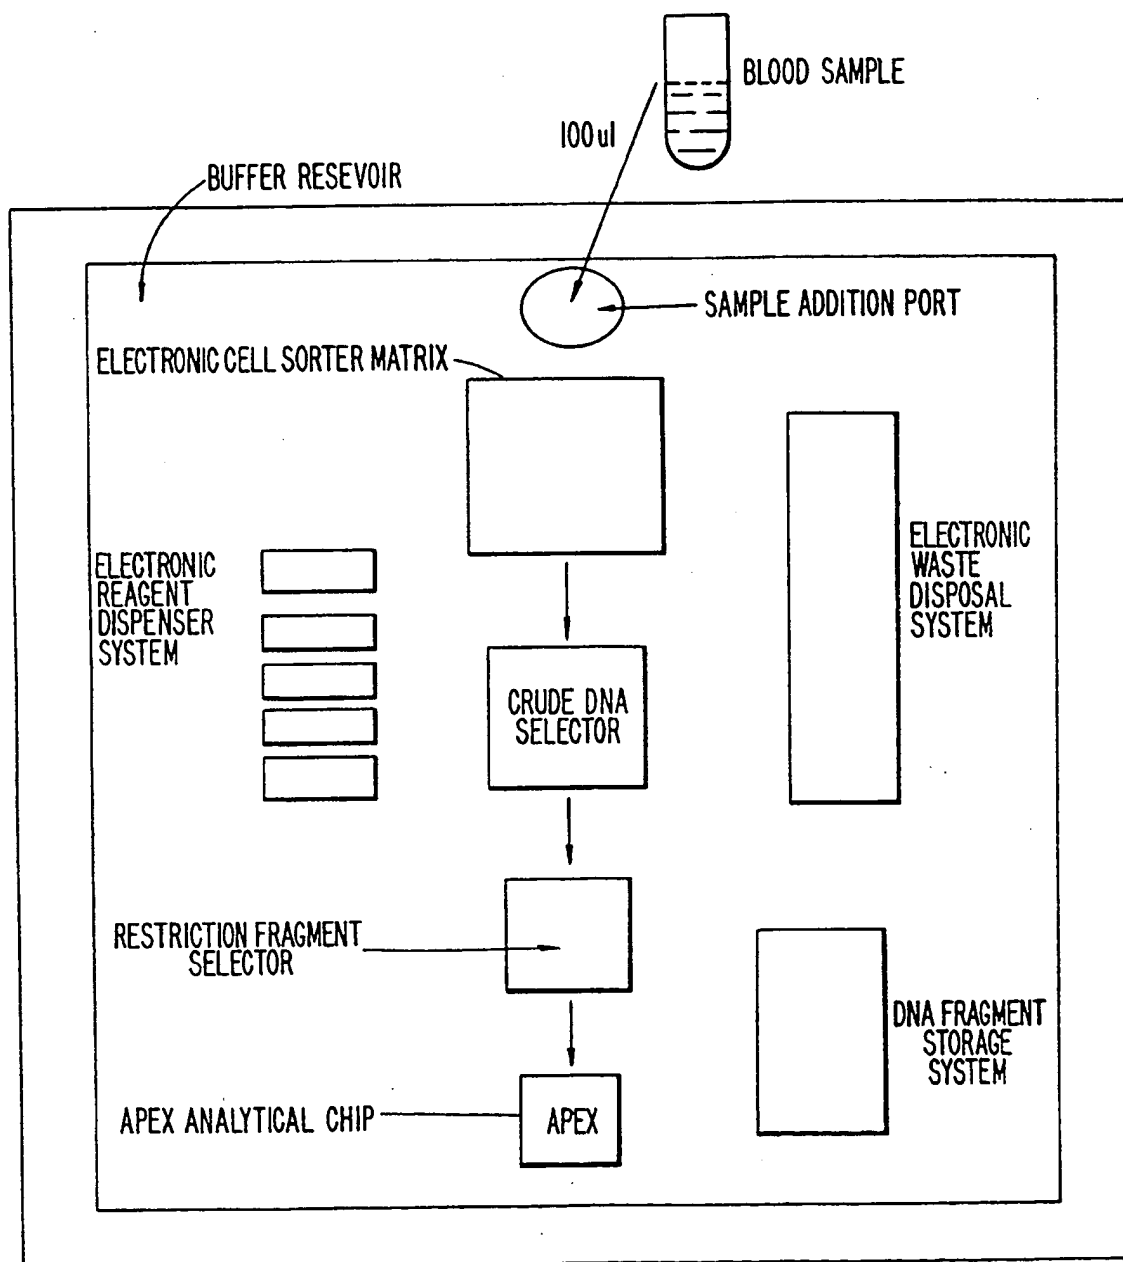 BLOOD SAMPLE
100ul
BUFFER RESEVOIR
SAMPLE ADDITION PORT
ELECTRONIC CELL SORTER MATRIX
ELECTRONIC
REAGENT
DISPENSER
SYSTEM
ELECTRONIC
WASTE
DISPOSAL
SYSTEM
CRUDE DNA
SELECTOR
RESTRICTION FRAGMENT
SELECTOR
DNA FRAGMENT
STORAGE
SYSTEM
APEX ANALYTICAL CHIP
APEX